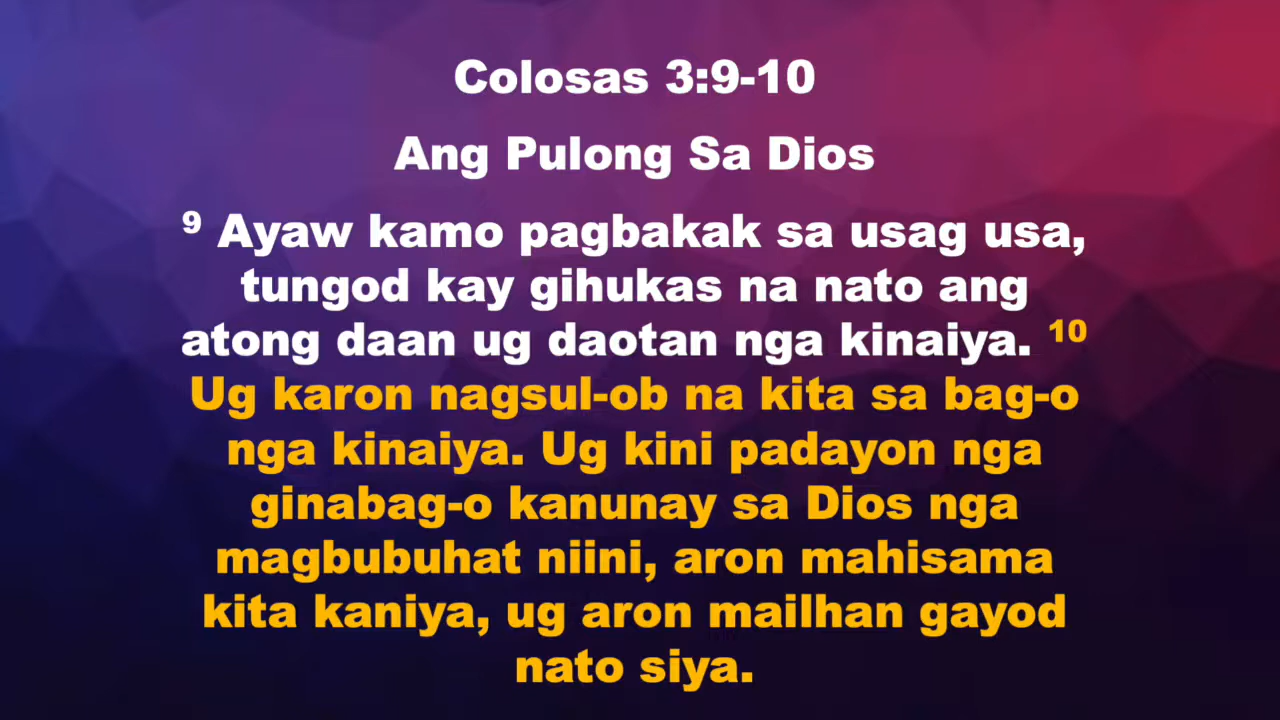 Colosas 3:9-10
Ang Pulong Sa Dios
9 Ayaw kamo pagbakak sa usag usa,
tungod kay gihukas na nato ang
atong daan ug daotan nga kinaiya. 10
Ug karon nagsul-ob na kita sa bag-o
nga kinaiya. Ug kini padayon nga
ginabag-o kanunay sa Dios nga
magbubuhat niini, aron mahisama
kita kaniya, ug aron mailhan gayod
nato siya.